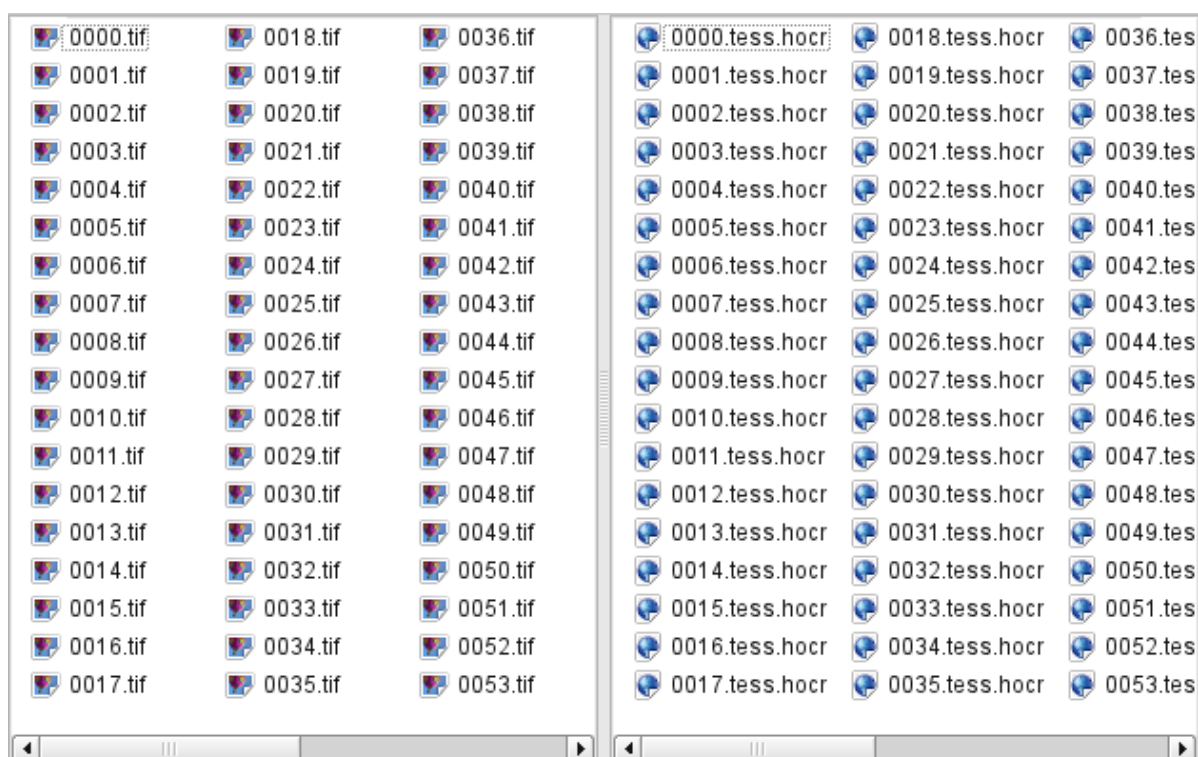 0000.tif 0018.tif 0036.tif 0000.tess.hocr 0018.tess.hocr 0036.tes
0001.tif 0019.tif 0037.tif 0001.tess.hocr 0019.tess.hocr 0037.tes
0002.tif 0020.tif 0038.tif 0002.tess.hocr 0020.tess.hocr 0038.tes
0003.tif 0021.tif 0039.tif 0003.tess.hocr 0021.tess.hocr 0039.tes
0004.tif 0022.tif 0040.tif 0004.tess.hocr 0022.tess.hocr 0040.tes
0005.tif 0023.tif 0041.tif 0005.tess.hocr 0023.tess.hocr 0041.tes
0006.tif 0024.tif 0042.tif 0006.tess.hocr 0024.tess.hocr 0042.tes
0007.tif 0025.tif 0043.tif 0007.tess.hocr 0025.tess.hocr 0043.tes
0008.tif 0026.tif 0044.tif 0008.tess.hocr 0026.tess.hocr 0044.tes
0009.tif 0027.tif 0045.tif 0009.tess.hocr 0027.tess.hocr 0045.tes
0010.tif 0028.tif 0046.tif 0010.tess.hocr 0028.tess.hocr 0046.tes
0011.tif 0029.tif 0047.tif 0011.tess.hocr 0029.tess.hocr 0047.tes
0012.tif 0030.tif 0048.tif 0012.tess.hocr 0030.tess.hocr 0048.tes
0013.tif 0031.tif 0049.tif 0013.tess.hocr 0031.tess.hocr 0049.tes
0014.tif 0032.tif 0050.tif 0014.tess.hocr 0032.tess.hocr 0050.tes
0015.tif 0033.tif 0051.tif 0015.tess.hocr 0033.tess.hocr 0051.tes
0016.tif 0034.tif 0052.tif 0016.tess.hocr 0034.tess.hocr 0052.tes
0017.tif 0035.tif 0053.tif 0017.tess.hocr 0035.tess.hocr 0053.tes